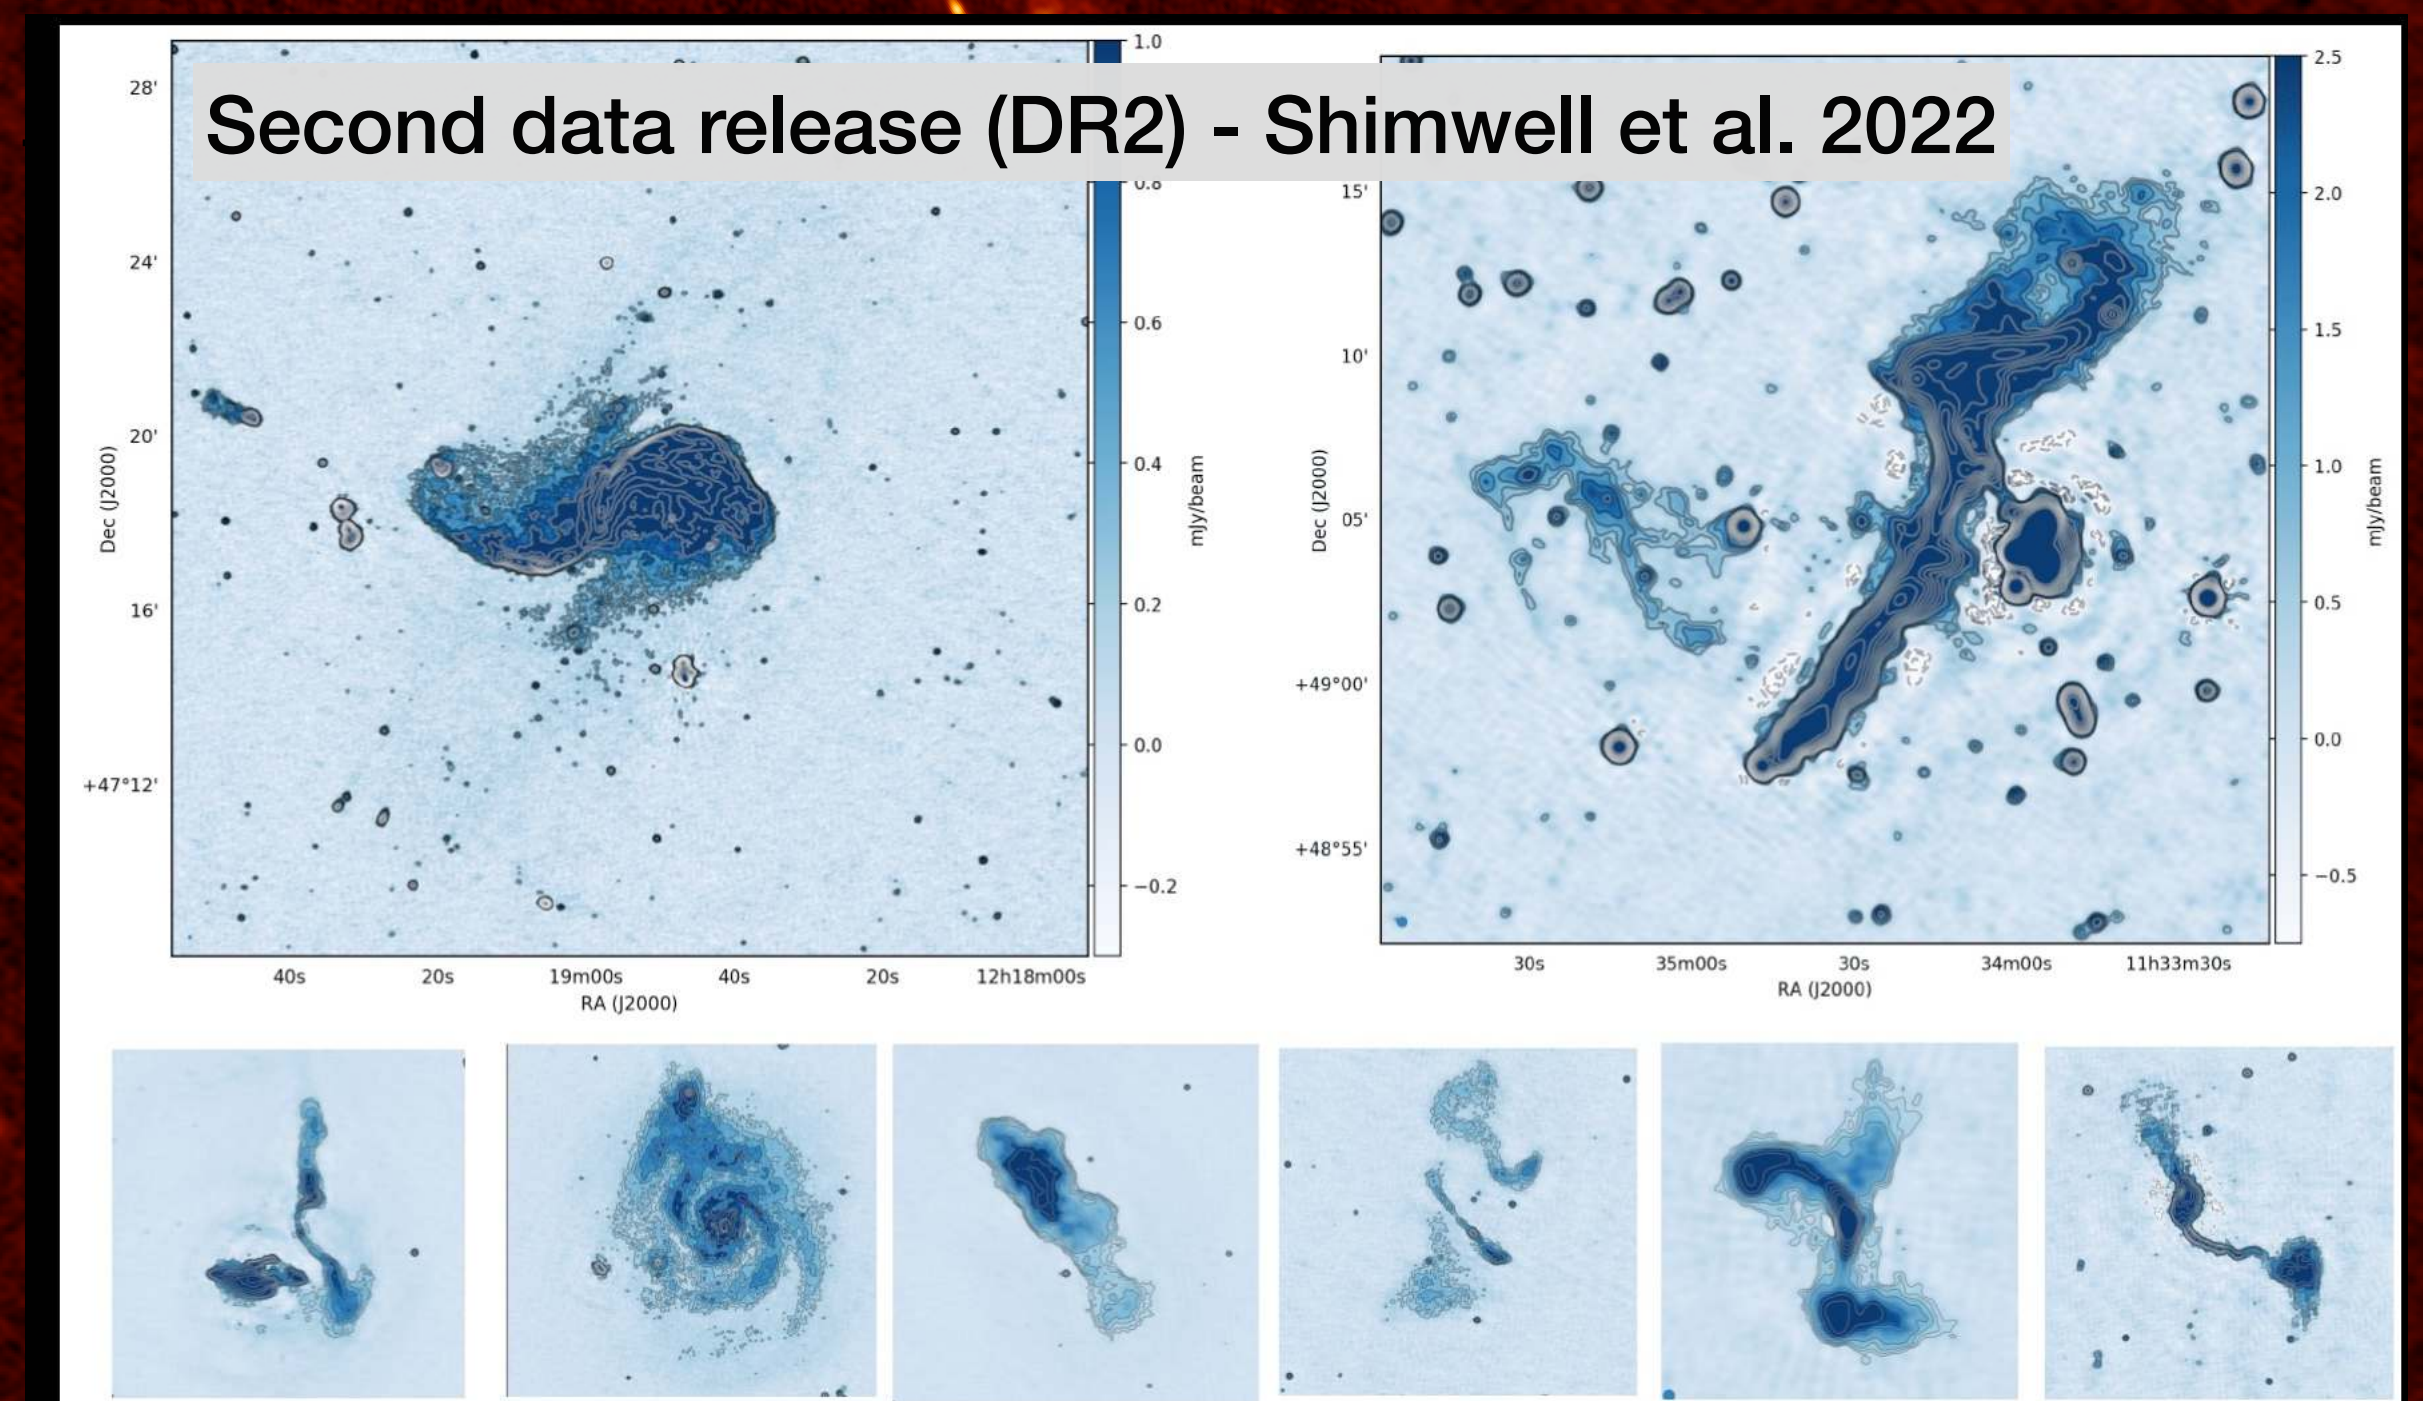 Second data release (DR2) - Shimwell et al. 2022
1.0
0.8
0.6
0.4
0.2
0.0
−0.2
mJy/beam
28'
24'
20'
16'
+47°12'
Dec (J2000)
40s 20s 19m00s 40s 20s 12h18m00s
RA (J2000)
2.5
2.0
1.5
1.0
0.5
0.0
−0.5
mJy/beam
15'
10'
05'
+49°00'
+48°55'
Dec (J2000)
30s 35m00s 30s 34m00s 11h33m30s
RA (J2000)